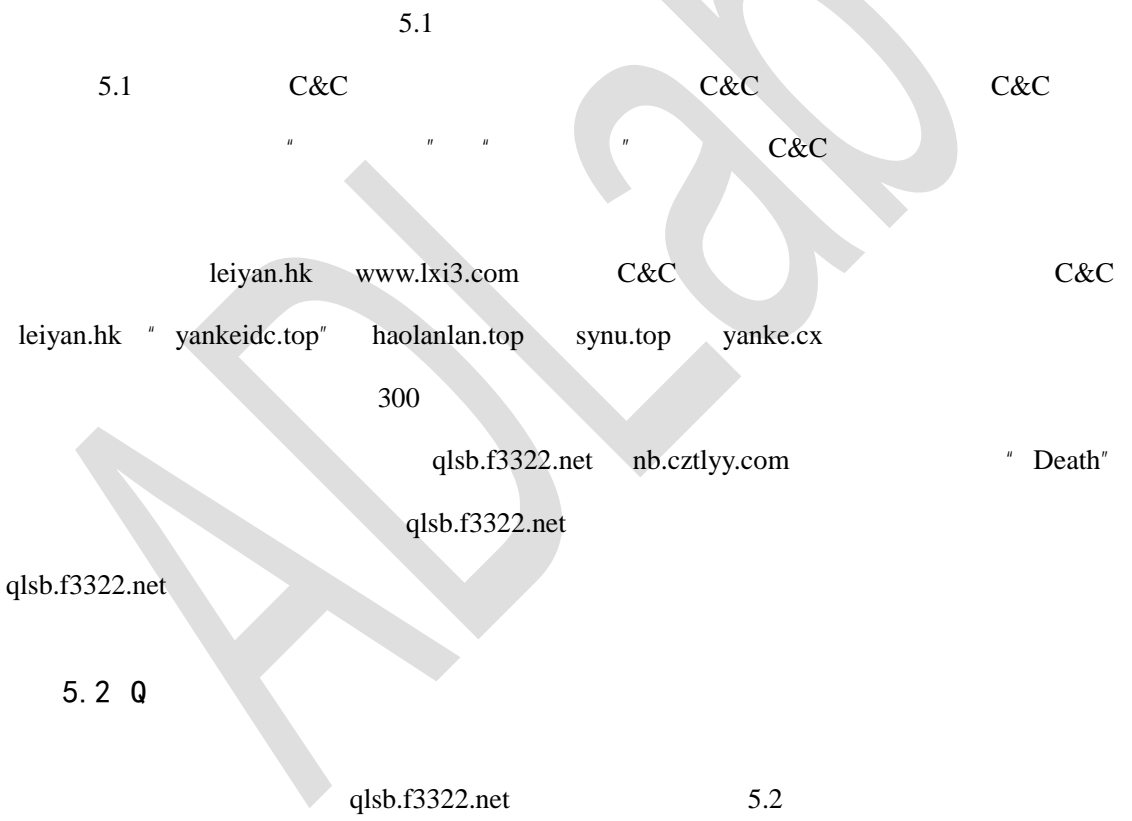 5.1
5.1 C&C C&C C&C
“ ” “ ” C&C
leiyan.hk www.lxi3.com C&C C&C
leiyan.hk “ yankeidc.top” haolanlan.top synu.top yanke.cx
300
qlsb.f3322.net nb.cztlyy.com “ Death”
qlsb.f3322.net
qlsb.f3322.net
5.2 Q
qlsb.f3322.net 5.2
ADLab